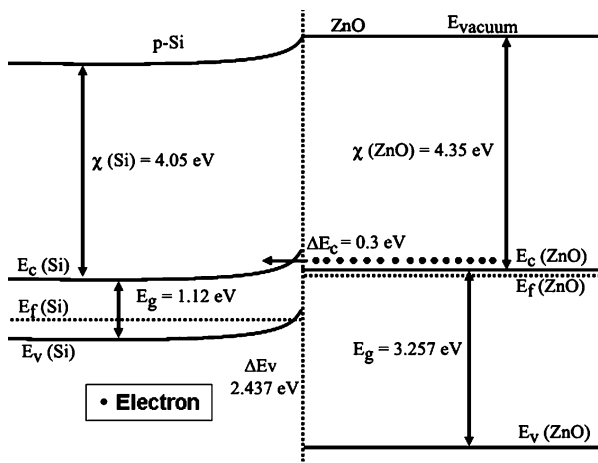 p-Si
ZnO
E_vacuum
χ (Si) = 4.05 eV
χ (ZnO) = 4.35 eV
ΔE_c = 0.3 eV
E_c (Si)
E_c (ZnO)
E_g = 1.12 eV
E_f (Si)
E_f (ZnO)
E_v (Si)
E_g = 3.257 eV
ΔEv
2.437 eV
• Electron
E_v (ZnO)